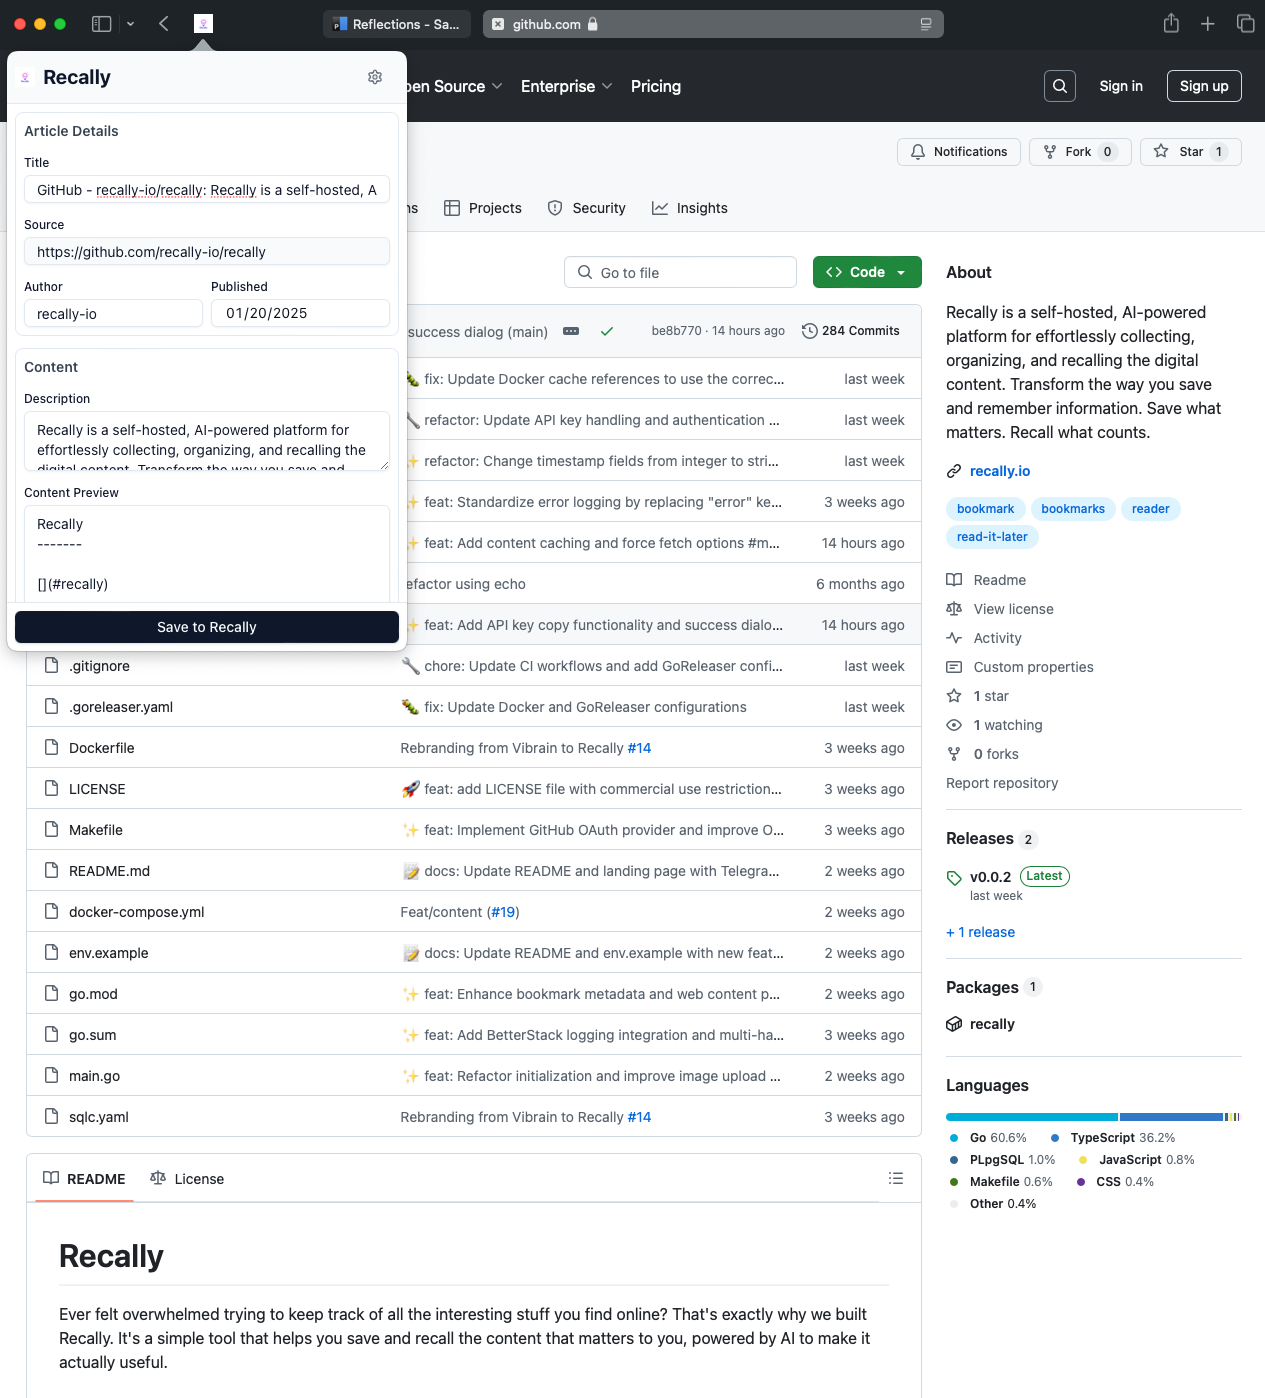 Reflections - Sa...
github.com
Recally
Article Details
Title
GitHub - recally-io/recally: Recally is a self-hosted, A
Source
https://github.com/recally-io/recally
Author
Published
recally-io
01/20/2025
Content
Description
Recally is a self-hosted, AI-powered platform for
effortlessly collecting, organizing, and recalling the
digital content. Transform the way you save and
Content Preview
Recally
-------
[](#recally)
Save to Recally
pen Source
Enterprise
Pricing
Sign in
Sign up
Notifications
Fork 0
Star 1
ns
Projects
Security
Insights
Go to file
<> Code
success dialog (main)
be8b770 · 14 hours ago
284 Commits
fix: Update Docker cache references to use the correc...
last week
refactor: Update API key handling and authentication ...
last week
refactor: Change timestamp fields from integer to stri...
last week
feat: Standardize error logging by replacing "error" ke...
3 weeks ago
feat: Add content caching and force fetch options #m...
14 hours ago
efactor using echo
6 months ago
feat: Add API key copy functionality and success dialo...
14 hours ago
.gitignore
chore: Update CI workflows and add GoReleaser confi...
last week
.goreleaser.yaml
fix: Update Docker and GoReleaser configurations
last week
Dockerfile
Rebranding from Vibrain to Recally #14
3 weeks ago
LICENSE
feat: add LICENSE file with commercial use restriction...
3 weeks ago
Makefile
feat: Implement GitHub OAuth provider and improve O...
3 weeks ago
README.md
docs: Update README and landing page with Telegra...
2 weeks ago
docker-compose.yml
Feat/content (#19)
2 weeks ago
env.example
docs: Update README and env.example with new feat...
2 weeks ago
go.mod
feat: Enhance bookmark metadata and web content p...
2 weeks ago
go.sum
feat: Add BetterStack logging integration and multi-ha...
3 weeks ago
main.go
feat: Refactor initialization and improve image upload ...
2 weeks ago
sqlc.yaml
Rebranding from Vibrain to Recally #14
3 weeks ago
README
License
Recally
Ever felt overwhelmed trying to keep track of all the interesting stuff you find online? That's exactly why we built
Recally. It's a simple tool that helps you save and recall the content that matters to you, powered by AI to make it
actually useful.
About
Recally is a self-hosted, AI-powered
platform for effortlessly collecting,
organizing, and recalling the digital
content. Transform the way you save
and remember information. Save what
matters. Recall what counts.
recally.io
bookmark
bookmarks
reader
read-it-later
Readme
View license
Activity
Custom properties
1 star
1 watching
0 forks
Report repository
Releases 2
v0.0.2 Latest
last week
+ 1 release
Packages 1
recally
Languages
Go 60.6%
TypeScript 36.2%
PLpgSQL 1.0%
JavaScript 0.8%
Makefile 0.6%
CSS 0.4%
Other 0.4%